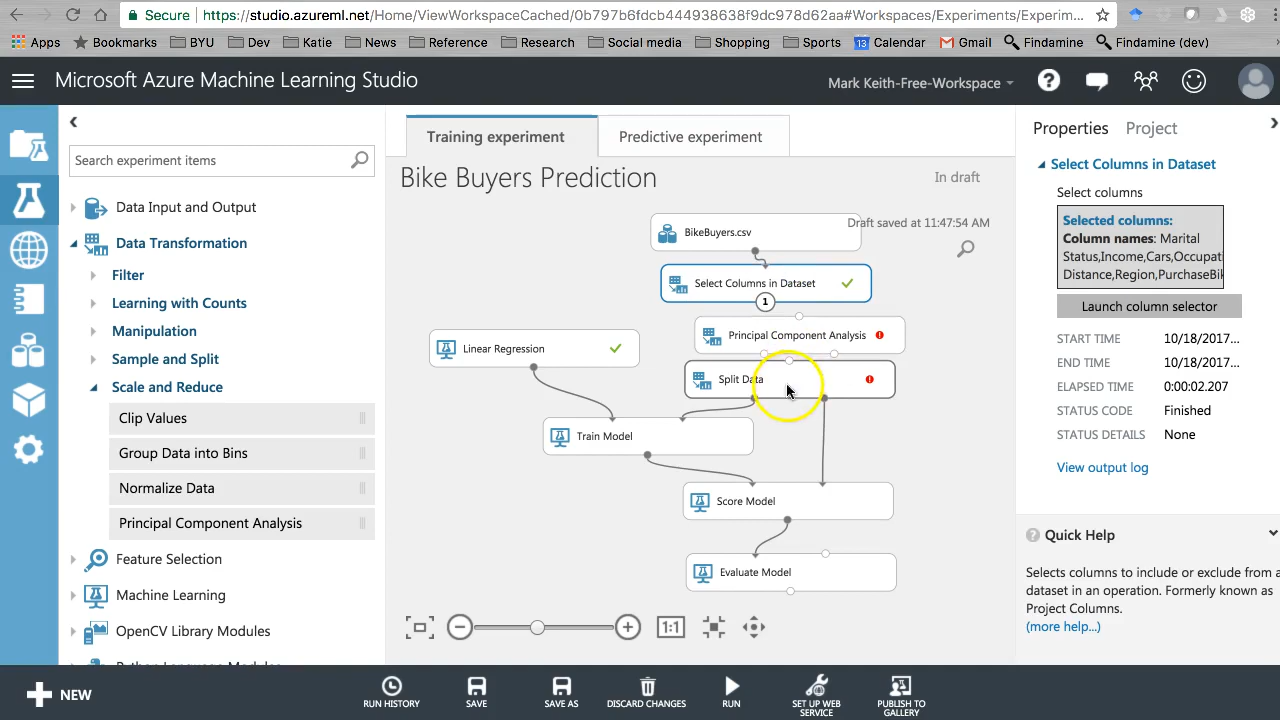 Secure
https://studio.azureml.net/Home/ViewWorkspaceCached/0b797b6fdcb444938638f9dc978d62aa#Workspaces/Experiments/Experim...
Apps
Bookmarks
BYU
Dev
Katie
News
Reference
Research
Social media
Shopping
Sports
13 Calendar
Gmail
Findamine
Findamine (dev)
Microsoft Azure Machine Learning Studio
Mark Keith-Free-Workspace
?
Search experiment items
Data Input and Output
Data Transformation
Filter
Learning with Counts
Manipulation
Sample and Split
Scale and Reduce
Clip Values
Group Data into Bins
Normalize Data
Principal Component Analysis
Feature Selection
Machine Learning
OpenCV Library Modules
Training experiment
Predictive experiment
Bike Buyers Prediction
In draft
Draft saved at 11:47:54 AM
BikeBuyers.csv
Select Columns in Dataset
1
Principal Component Analysis
Linear Regression
Split Data
Train Model
Score Model
Evaluate Model
1:1
Properties
Project
Select Columns in Dataset
Select columns
Selected columns:
Column names: Marital
Status,Income,Cars,Occupati
Distance,Region,PurchaseBik
Launch column selector
START TIME 10/18/2017...
END TIME 10/18/2017...
ELAPSED TIME 0:00:02.207
STATUS CODE Finished
STATUS DETAILS None
View output log
? Quick Help
Selects columns to include or exclude from a
dataset in an operation. Formerly known as
Project Columns.
(more help...)
NEW
RUN HISTORY
SAVE
SAVE AS
DISCARD CHANGES
RUN
SET UP WEB
SERVICE
PUBLISH TO
GALLERY